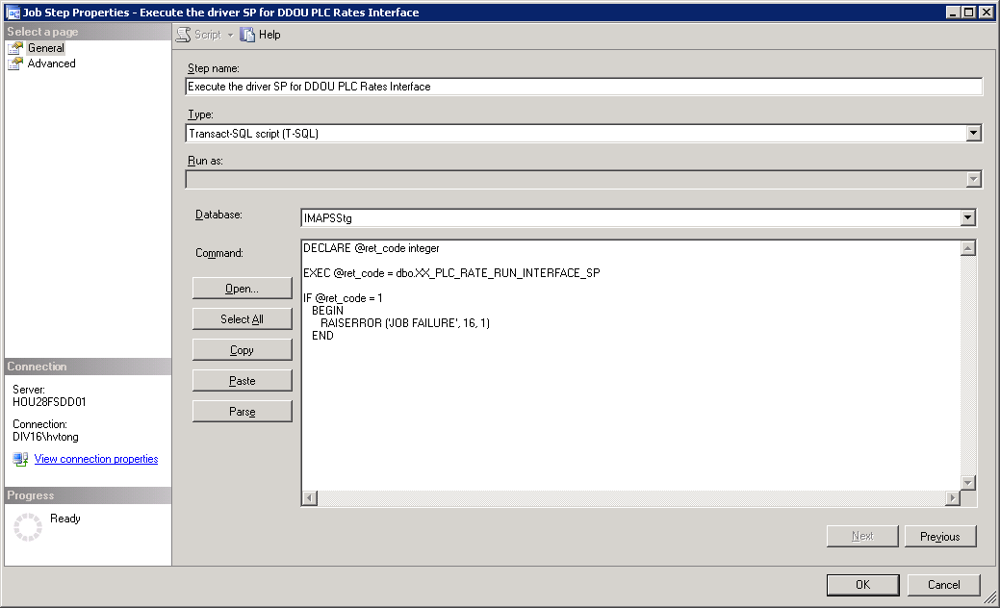 Job Step Properties - Execute the driver SP for DDOU PLC Rates Interface
Select a page
General
Advanced
Script
Help
Step name:
Execute the driver SP for DDOU PLC Rates Interface
Type:
Transact-SQL script (T-SQL)
Run as:
Database:
IMAPSStg
Command:
DECLARE @ret_code integer
EXEC @ret_code = dbo.XX_PLC_RATE_RUN_INTERFACE_SP
IF @ret_code = 1
BEGIN
RAISERROR ('JOB FAILURE', 16, 1)
END
Open...
Select All
Copy
Paste
Parse
Connection
Server:
HOU28FSDD01
Connection:
DIV16\hvtong
View connection properties
Progress
Ready
Next
Previous
OK
Cancel